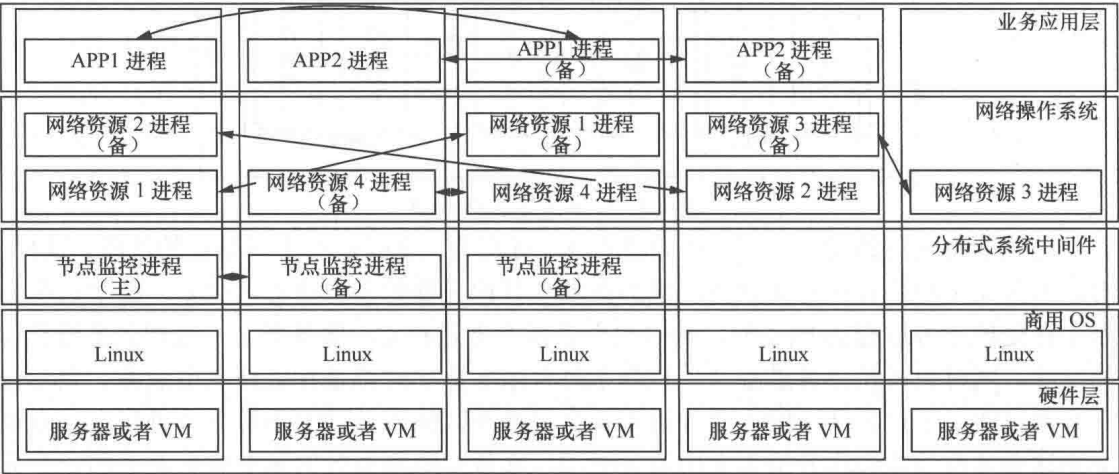 业务应用层
APP1 进程
APP2 进程
APP1 进程
（备）
APP2 进程
（备）
网络操作系统
网络资源 2 进程
（备）
网络资源 1 进程
（备）
网络资源 3 进程
（备）
网络资源 1 进程
网络资源 4 进程
（备）
网络资源 4 进程
网络资源 2 进程
网络资源 3 进程
分布式系统中间件
节点监控进程
（主）
节点监控进程
（备）
节点监控进程
（备）
商用 OS
Linux
Linux
Linux
Linux
Linux
硬件层
服务器或者 VM
服务器或者 VM
服务器或者 VM
服务器或者 VM
服务器或者 VM